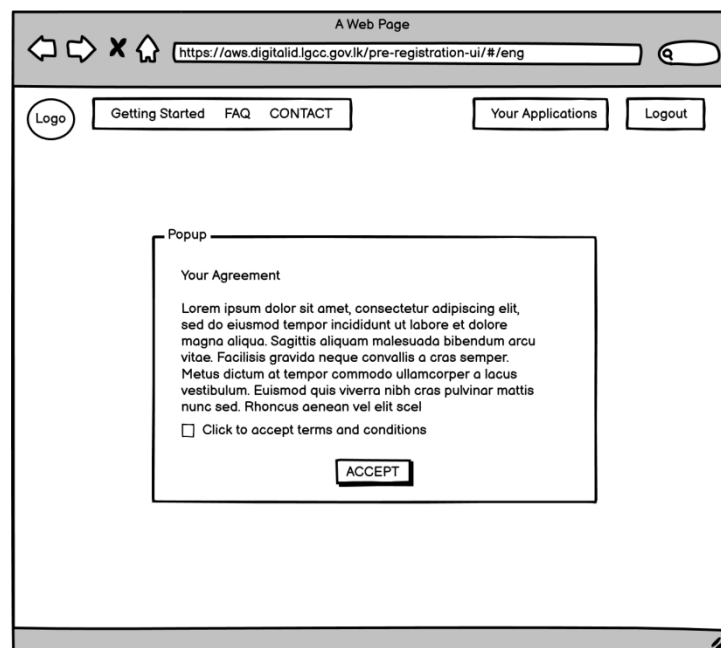 A Web Page
https://aws.digitalid.lgcc.gov.lk/pre-registration-ui/#/eng
Logo
Getting Started FAQ CONTACT
Your Applications
Logout
Popup
Your Agreement
Lorem ipsum dolor sit amet, consectetur adipiscing elit,
sed do eiusmod tempor incididunt ut labore et dolore
magna aliqua. Sagittis aliquam malesuada bibendum arcu
vitae. Facilisis gravida neque convallis a cras semper.
Metus dictum at tempor commodo ullamcorper a lacus
vestibulum. Euismod quis viverra nibh cras pulvinar mattis
nunc sed. Rhoncus aenean vel elit scel
Click to accept terms and conditions
ACCEPT